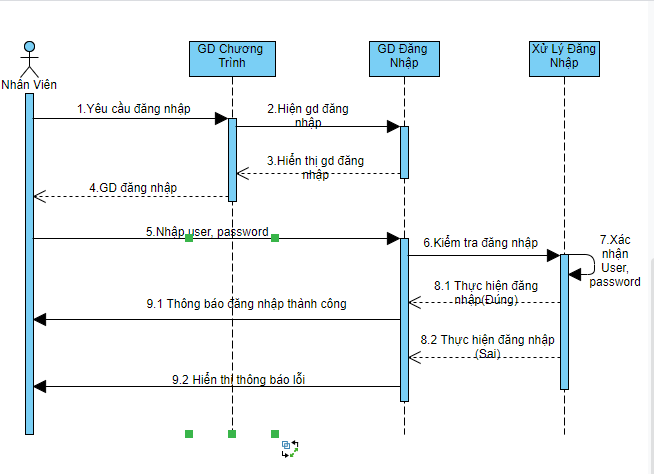 GD Chương
Trình
GD Đăng
Nhập
Xử Lý Đăng
Nhập
Nhân Viên
1.Yêu cầu đăng nhập
2.Hiện gd đăng
nhập
3.Hiển thị gd đăng
nhập
4.GD đăng nhập
5.Nhập user, password
6.Kiểm tra đăng nhập
7.Xác
nhận
User,
password
8.1 Thực hiện đăng
nhập(Đúng)
9.1 Thông báo đăng nhập thành công
8.2 Thực hiện đăng nhập
(Sai)
9.2 Hiển thị thông báo lỗi